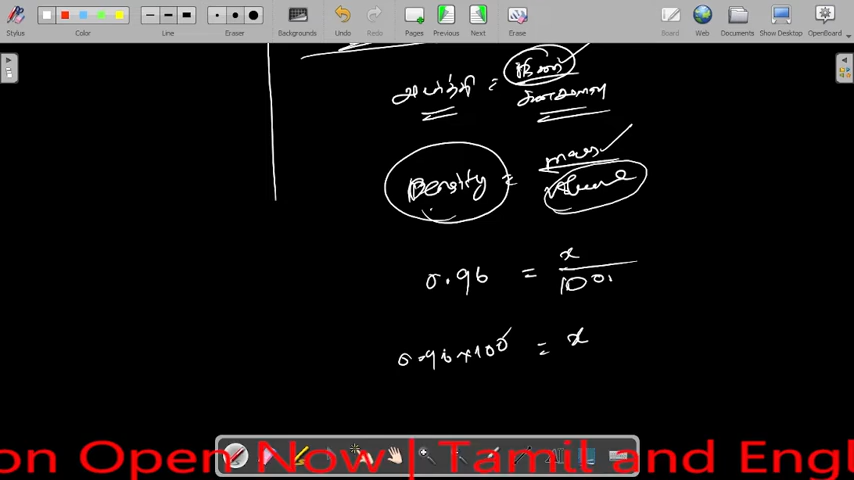 Stylus Color Line Eraser Backgrounds Undo Redo Pages Previous Next Erase Board Web Documents Show Desktop OpenBoard
அடர்த்தி = நிறை
கனஅளவு
Density = mass
volume
0.96 = x
100
0.96 x 100 = x
on Open Now | Tamil and Engl